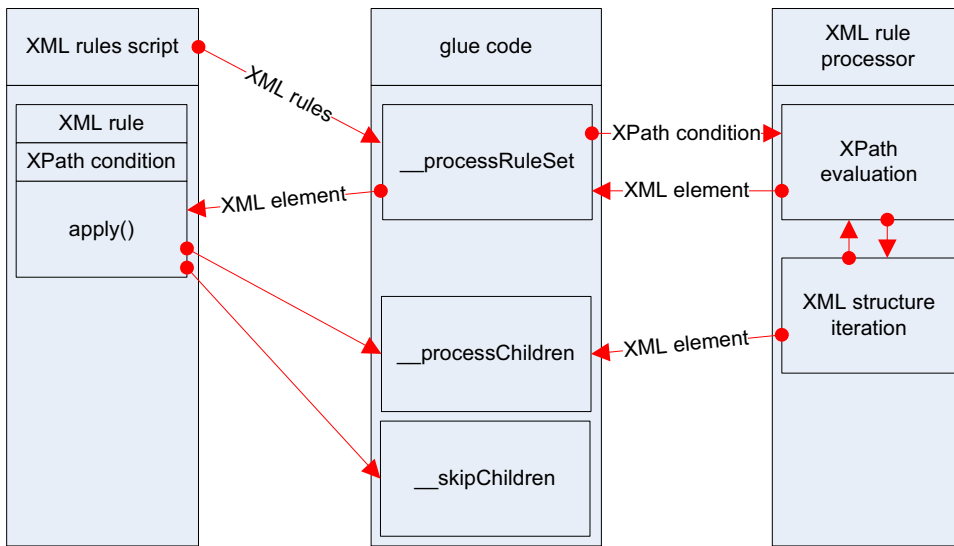 XML rules script
glue code
XML rule
processor
XML rules
XML rule
XPath condition
apply()
XML element
__processRuleSet
XPath condition
XML element
XPath
evaluation
__processChildren
XML element
XML structure
iteration
__skipChildren